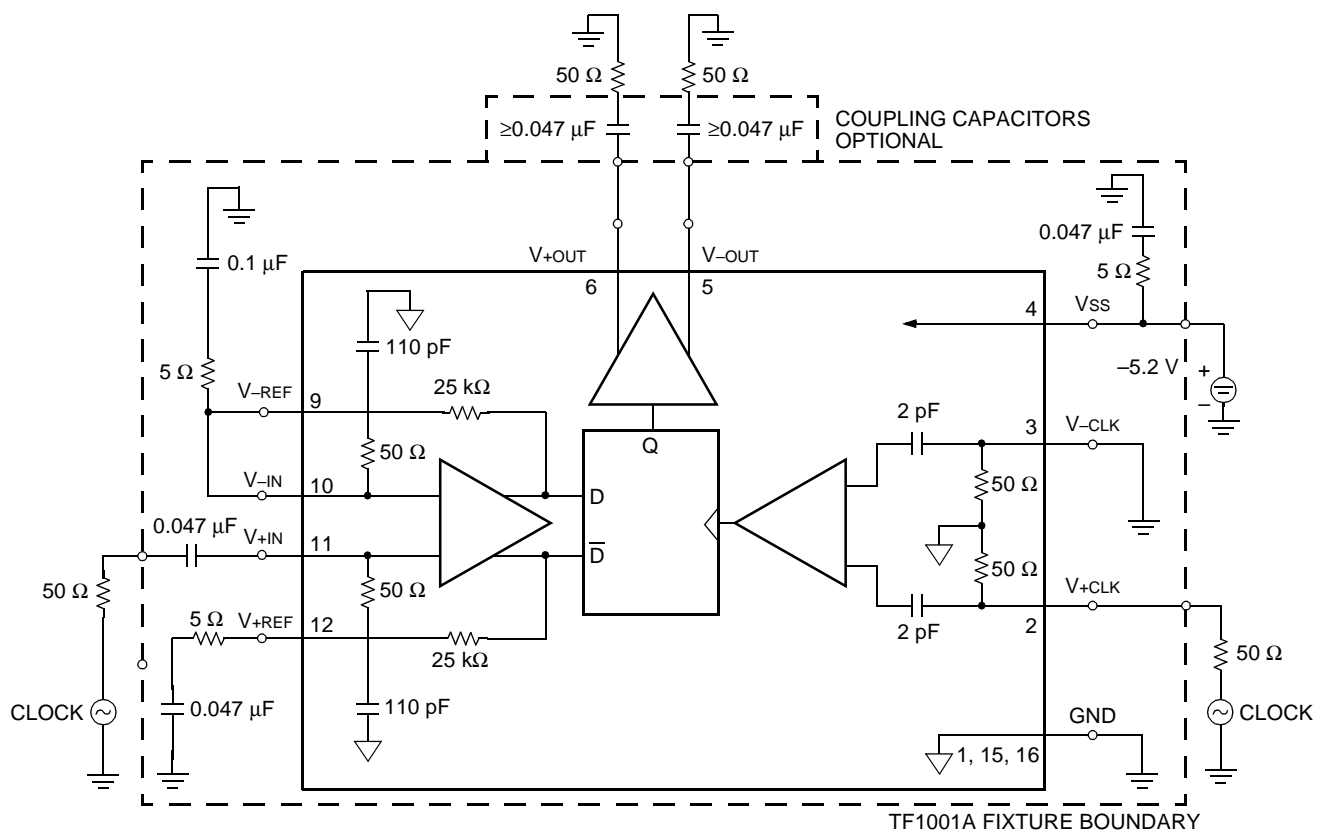 50 Ω
50 Ω
≥0.047 µF
≥0.047 µF
COUPLING CAPACITORS
OPTIONAL
0.1 µF
V+OUT
V–OUT
6
5
0.047 µF
5 Ω
4
VSS
–5.2 V
+
–
110 pF
5 Ω
V–REF
9
25 kΩ
50 Ω
2 pF
3
V–CLK
Q
V–IN
10
D
50 Ω
0.047 µF
V+IN
11
D̅
50 Ω
50 Ω
50 Ω
5 Ω
V+REF
12
25 kΩ
2 pF
2
V+CLK
50 Ω
CLOCK
0.047 µF
110 pF
CLOCK
GND
1, 15, 16
TF1001A FIXTURE BOUNDARY